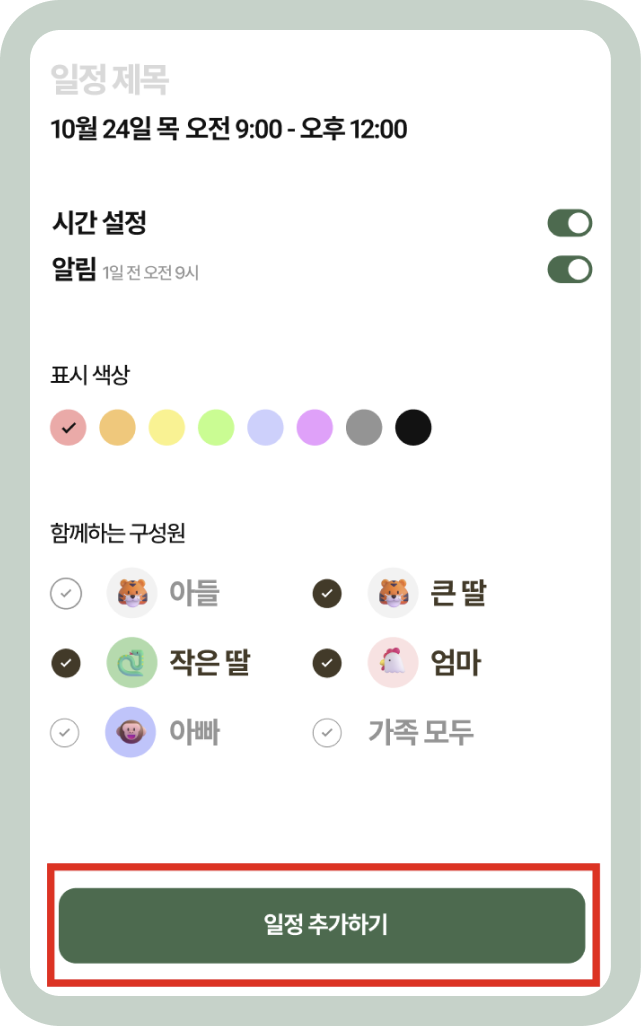 일정 제목
10월 24일 목 오전 9:00 - 오후 12:00
시간 설정
알림 1일 전 오전 9시
표시 색상
함께하는 구성원
아들 큰 딸
작은 딸 엄마
아빠 가족 모두
일정 추가하기